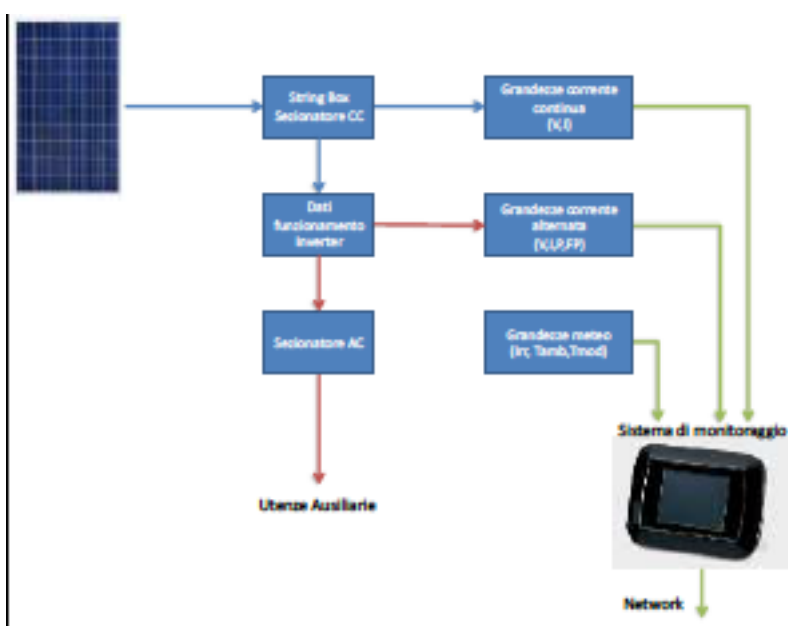 String Box
Sezionatore CC
Grandezze corrente
continua
(V,I)
Dati
funzionamento
inverter
Grandezze corrente
alternata
(V,I,P,FP)
Sezionatore AC
Grandezze meteo
(Irr, Tamb,Tmod)
Sistema di monitoraggio
Utenze Ausiliarie
Network